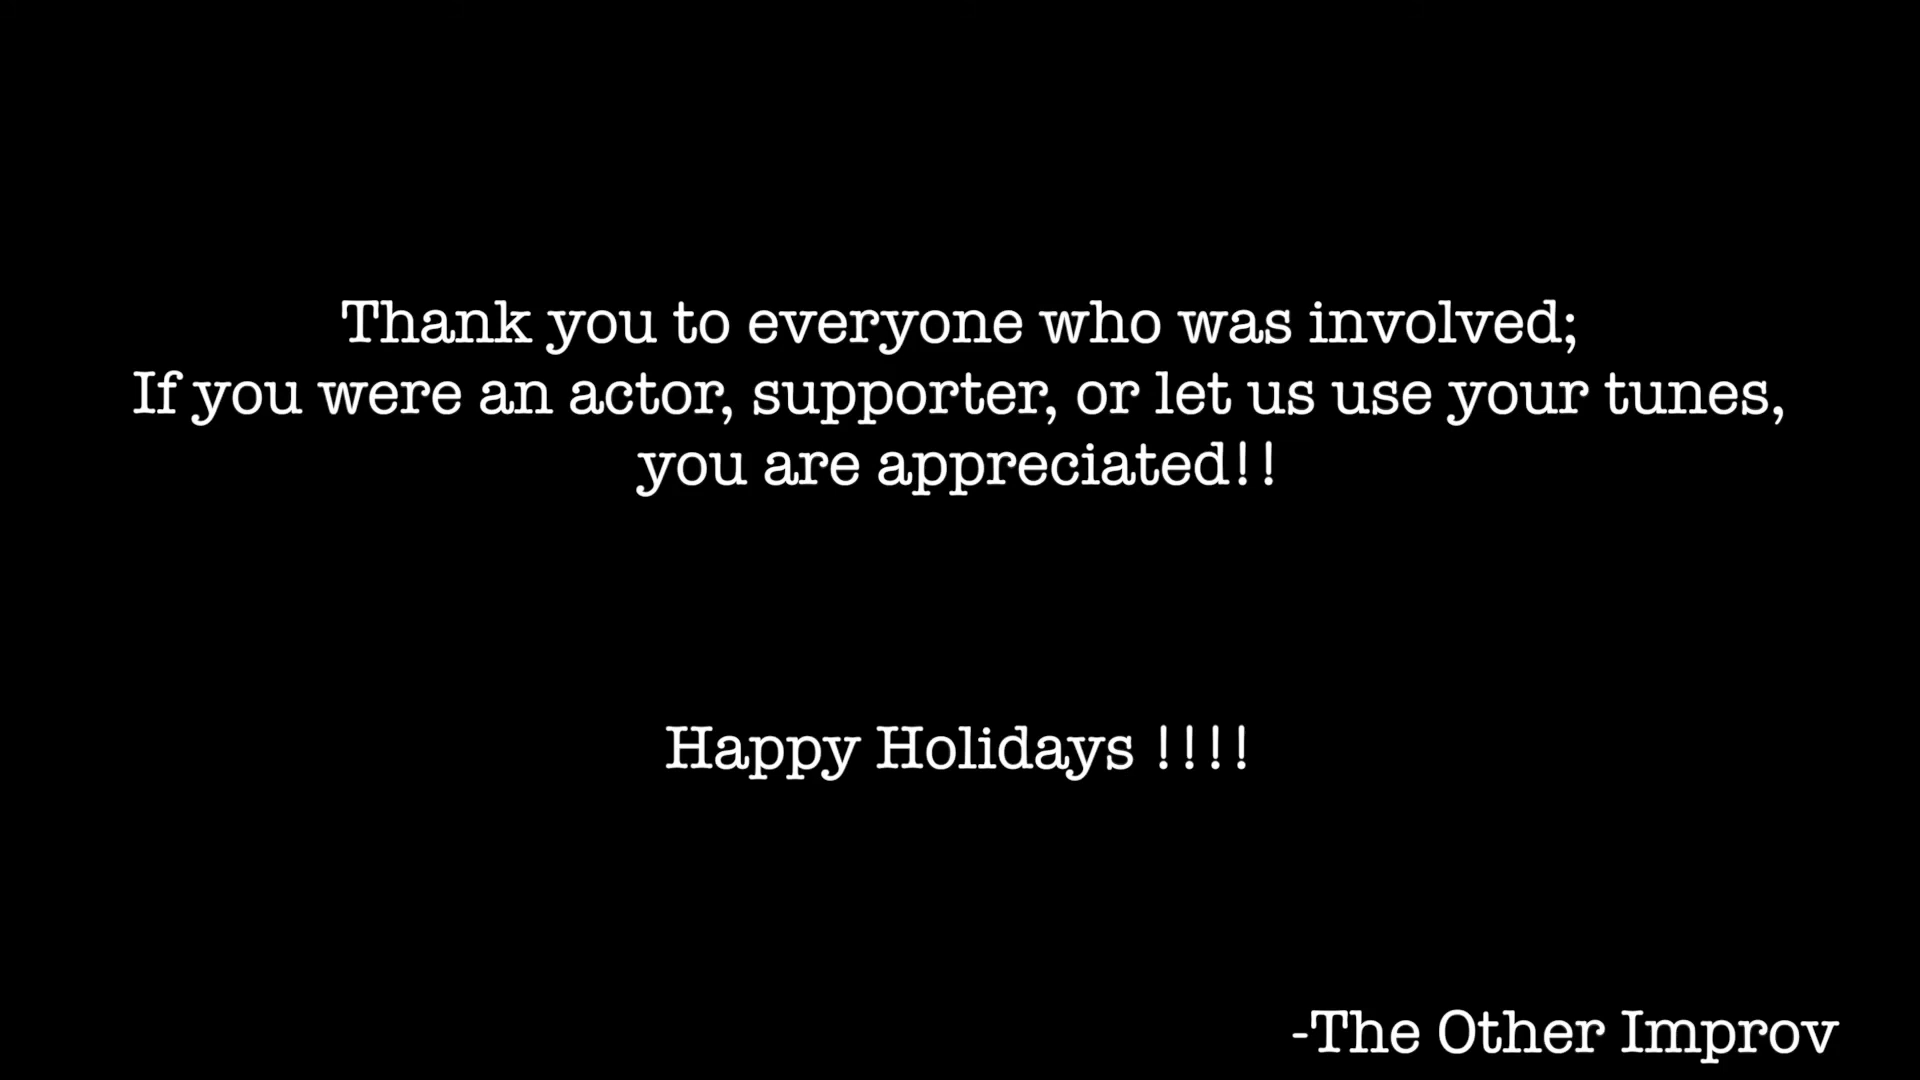 Thank you to everyone who was involved;
If you were an actor, supporter, or let us use your tunes,
you are appreciated!!
Happy Holidays !!!!
-The Other Improv